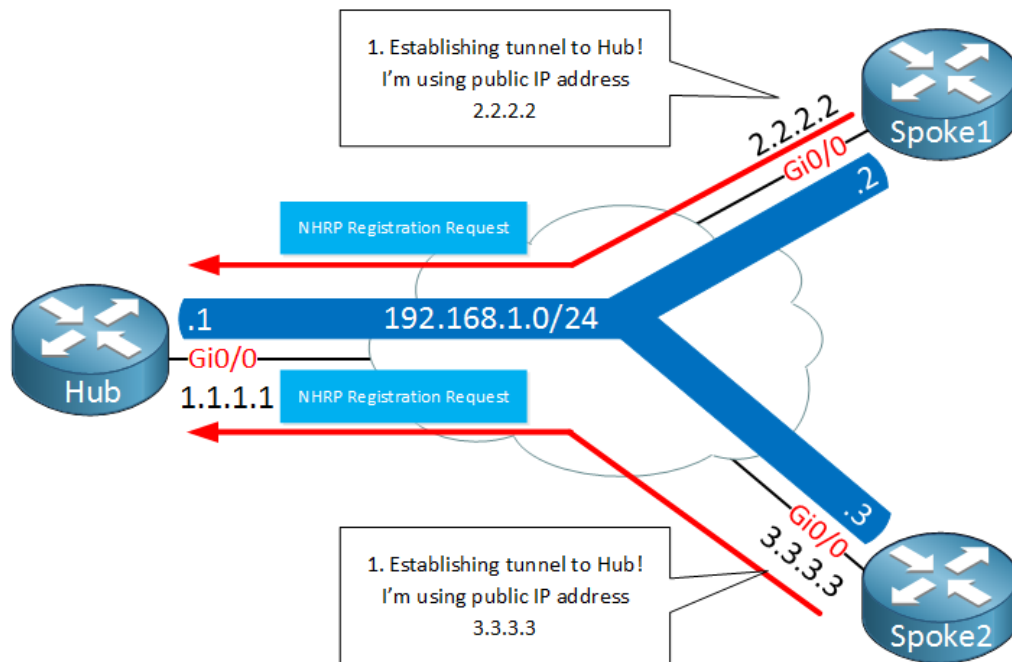 1. Establishing tunnel to Hub!
I'm using public IP address
2.2.2.2
2.2.2.2
Gi0/0
Spoke1
.2
NHRP Registration Request
.1
192.168.1.0/24
Gi0/0
Hub
1.1.1.1
NHRP Registration Request
.3
Gi0/0
3.3.3.3
1. Establishing tunnel to Hub!
I'm using public IP address
3.3.3.3
Spoke2